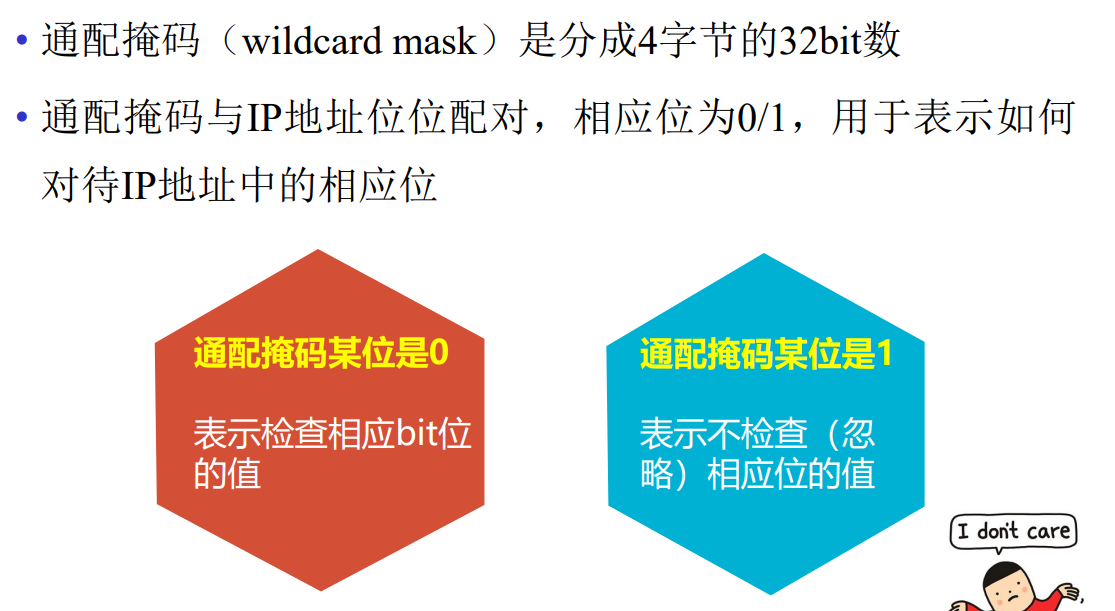 • 通配掩码（wildcard mask）是分成4字节的32bit数
• 通配掩码与IP地址位位配对，相应位为0/1，用于表示如何
对待IP地址中的相应位
通配掩码某位是0
表示检查相应bit位
的值
通配掩码某位是1
表示不检查（忽
略）相应位的值
I don't care